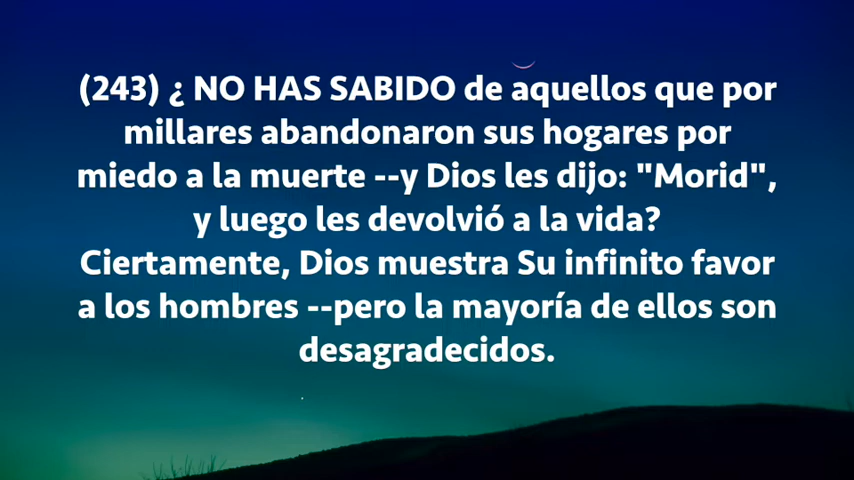 (243) ¿ NO HAS SABIDO de aquellos que por
millares abandonaron sus hogares por
miedo a la muerte --y Dios les dijo: "Morid",
y luego les devolvió a la vida?
Ciertamente, Dios muestra Su infinito favor
a los hombres --pero la mayoría de ellos son
desagradecidos.